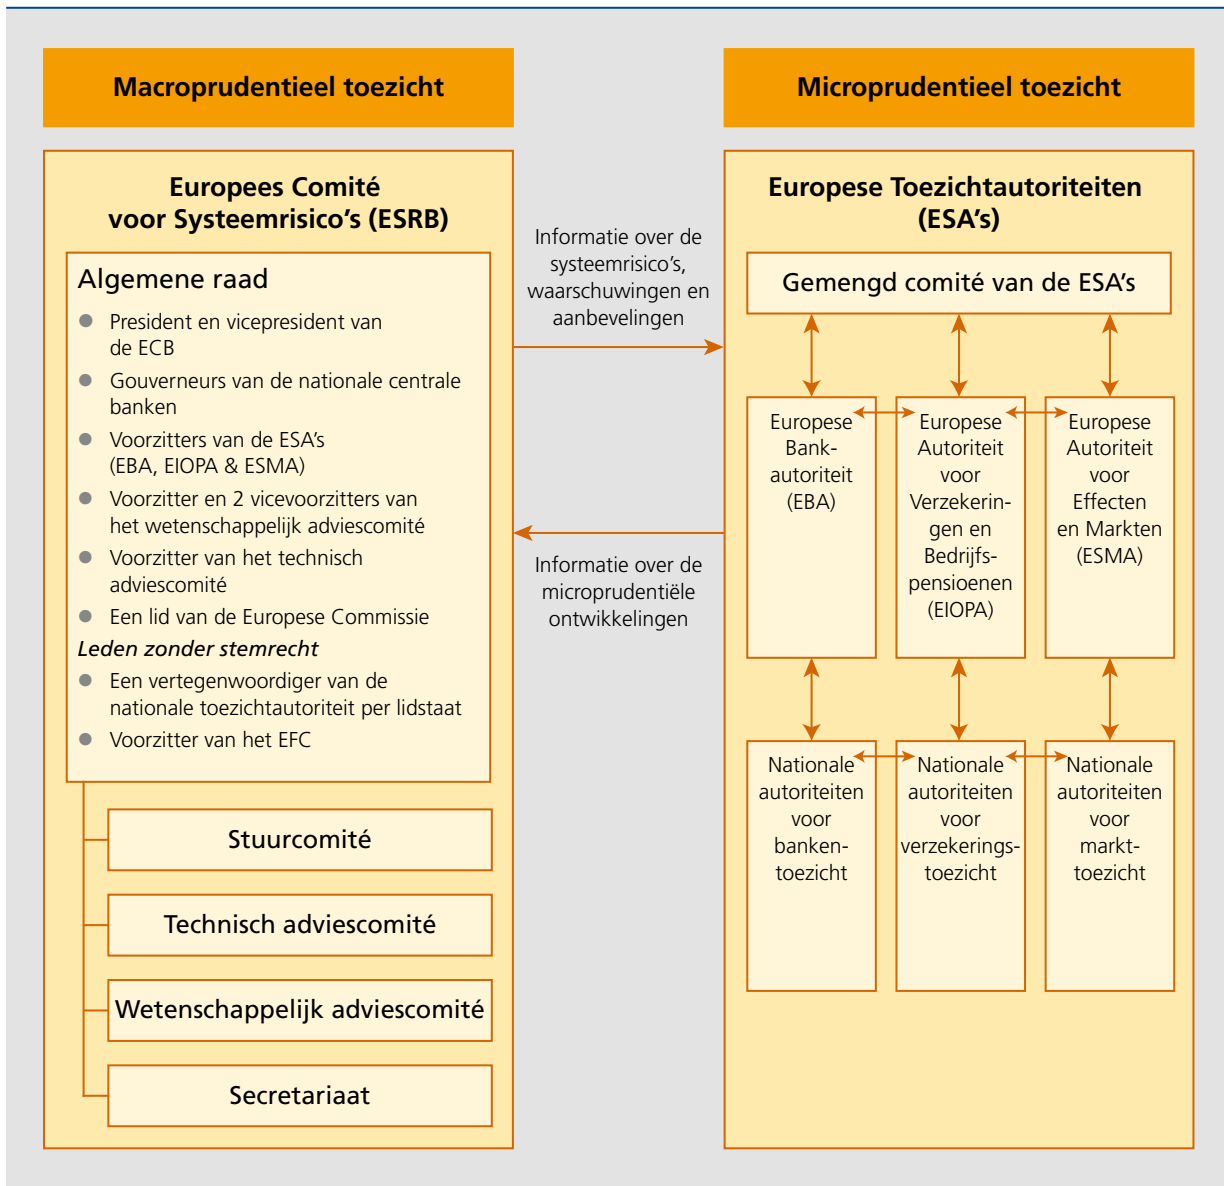 Macroprudentieel toezicht
Europees Comité
voor Systeemrisico's (ESRB)
Algemene raad
President en vicepresident van
de ECB
Gouverneurs van de nationale centrale
banken
Voorzitters van de ESA's
(EBA, EIOPA & ESMA)
Voorzitter en 2 vicevoorzitters van
het wetenschappelijk adviescomité
Voorzitter van het technisch
adviescomité
Een lid van de Europese Commissie
Leden zonder stemrecht
Een vertegenwoordiger van de
nationale toezichtautoriteit per lidstaat
Voorzitter van het EFC
Stuurcomité
Technisch adviescomité
Wetenschappelijk adviescomité
Secretariaat
Informatie over de
systeemrisico's,
waarschuwingen en
aanbevelingen
Informatie over de
microprudentiële
ontwikkelingen
Microprudentieel toezicht
Europese Toezichtautoriteiten
(ESA's)
Gemengd comité van de ESA's
Europese
Bank-
autoriteit
(EBA)
Europese
Autoriteit
voor
Verzekerin-
gen en
Bedrijfs-
pensioenen
(EIOPA)
Europese
Autoriteit
voor
Effecten
en Markten
(ESMA)
Nationale
autoriteiten
voor
banken-
toezicht
Nationale
autoriteiten
voor
verzekerings-
toezicht
Nationale
autoriteiten
voor
markt-
toezicht